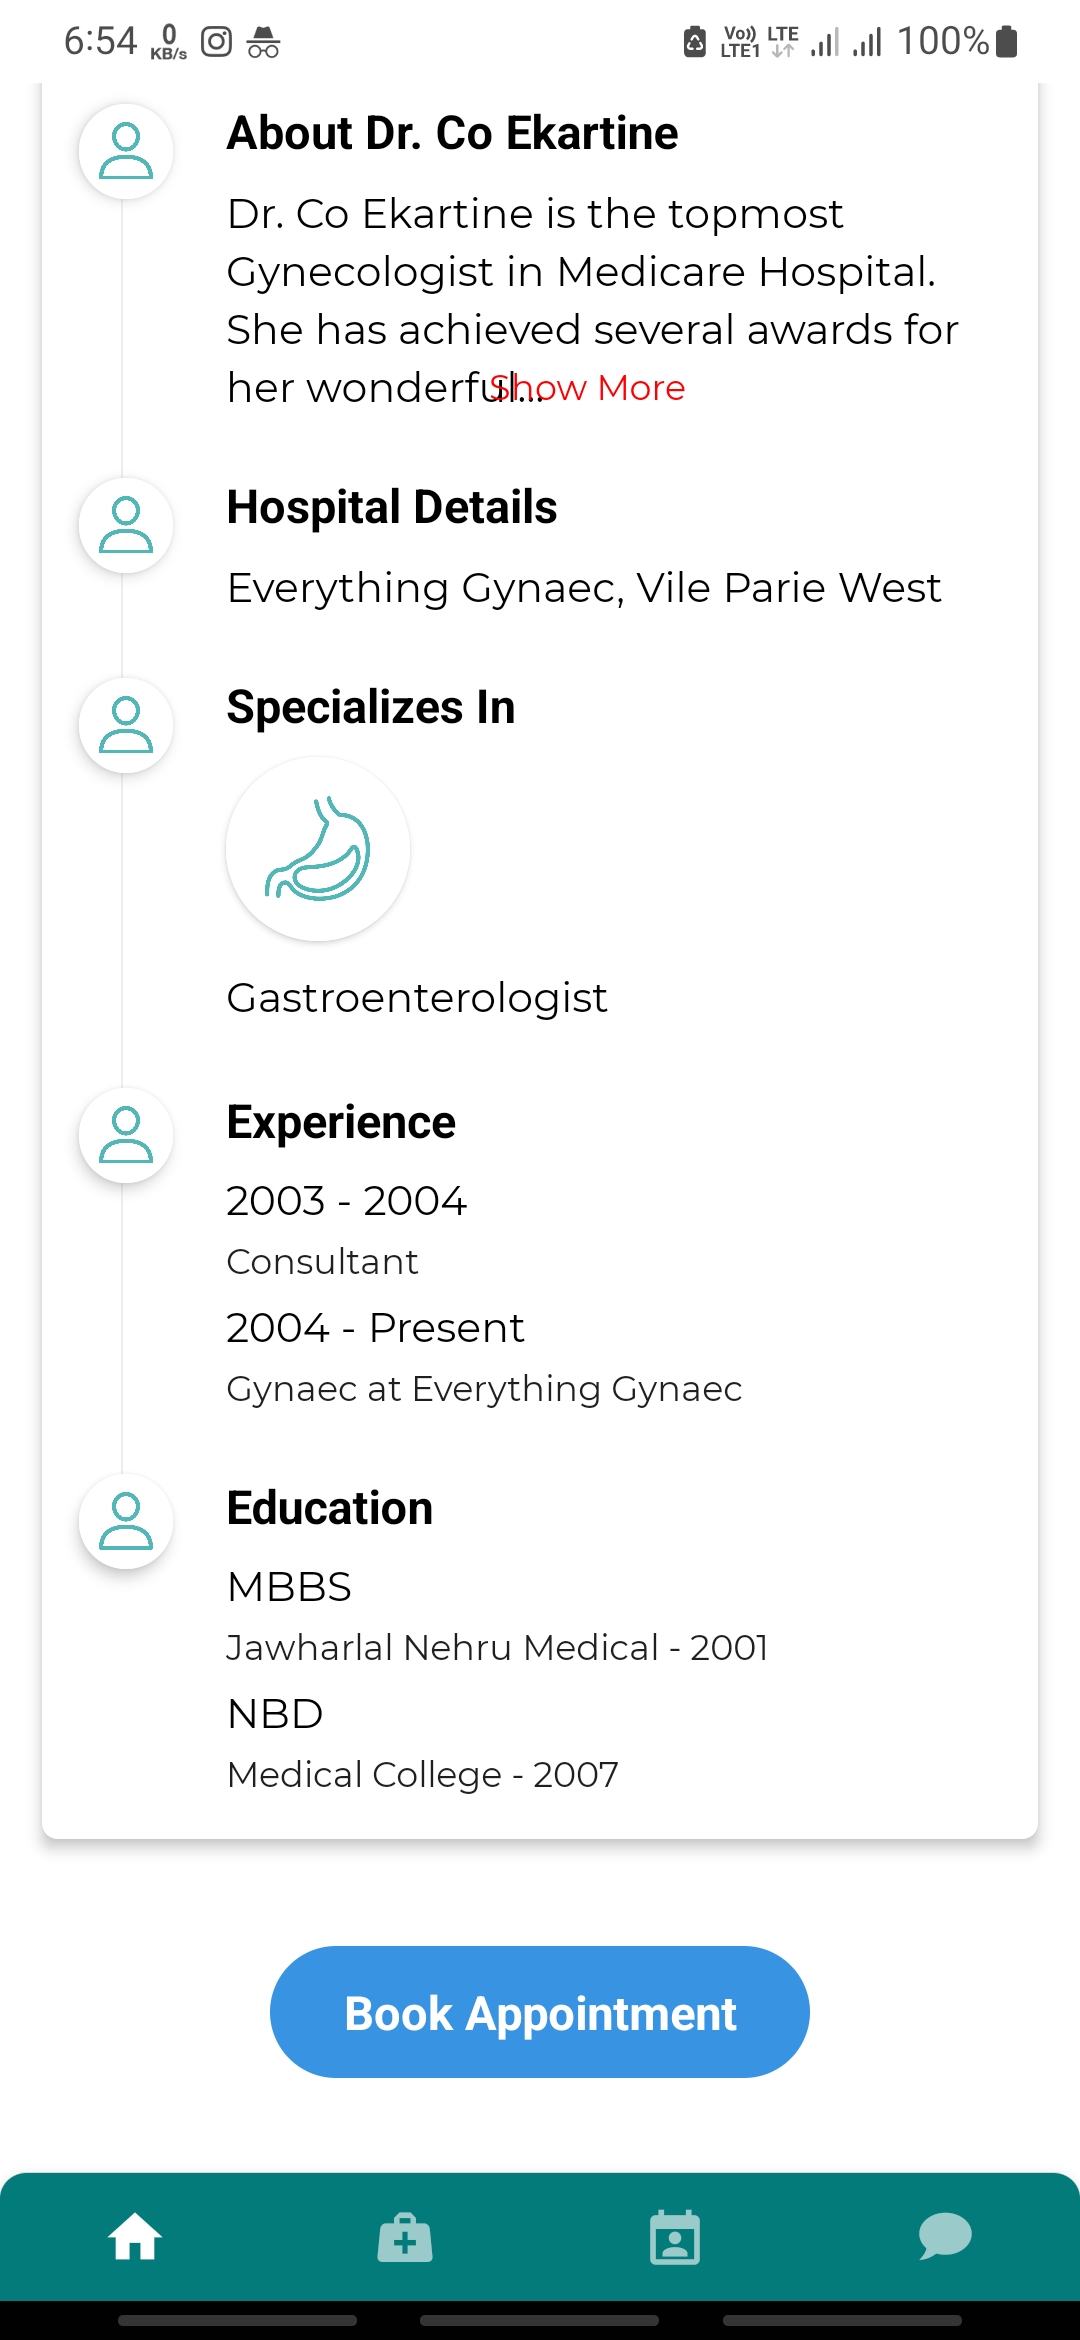 6:54 0 KB/s Vo)) LTE LTE1 100%
About Dr. Co Ekartine
Dr. Co Ekartine is the topmost
Gynecologist in Medicare Hospital.
She has achieved several awards for
her wonderful... Show More
Hospital Details
Everything Gynaec, Vile Parie West
Specializes In
Gastroenterologist
Experience
2003 - 2004
Consultant
2004 - Present
Gynaec at Everything Gynaec
Education
MBBS
Jawharlal Nehru Medical - 2001
NBD
Medical College - 2007
Book Appointment